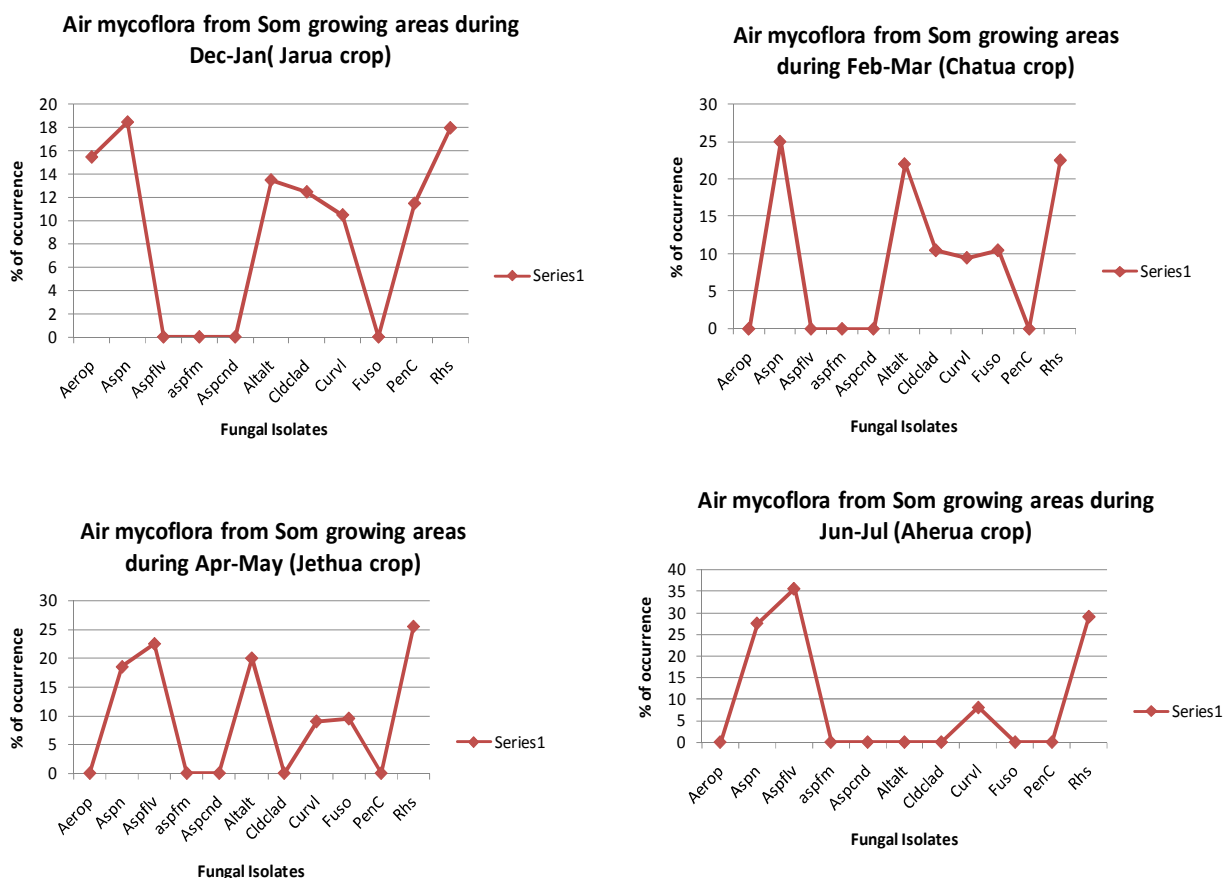 Air mycoflora from Som growing areas during
Dec-Jan( Jarua crop)
20
18
16
14
12
10
8
6
4
2
0
% of occurrence
Aerop
Aspn
Aspflv
aspfm
Aspcnd
Altalt
Cldclad
Curvl
Fuso
PenC
Rhs
Fungal Isolates
Series1
Air mycoflora from Som growing areas
during Feb-Mar (Chatua crop)
30
25
20
15
10
5
0
% of occurrence
Aerop
Aspn
Aspflv
aspfm
Aspcnd
Altalt
Cldclad
Curvl
Fuso
PenC
Rhs
Fungal Isolates
Series1
Air mycoflora from Som growing areas
during Apr-May (Jethua crop)
30
25
20
15
10
5
0
% of occurrence
Aerop
Aspn
Aspflv
aspfm
Aspcnd
Altalt
Cldclad
Curvl
Fuso
PenC
Rhs
Fungal Isolates
Series1
Air mycoflora from Som growing areas during
Jun-Jul (Aherua crop)
40
35
30
25
20
15
10
5
0
% of occurrence
Aerop
Aspn
Aspflv
aspfm
Aspcnd
Altalt
Cldclad
Curvl
Fuso
PenC
Rhs
Fungal Isolates
Series1